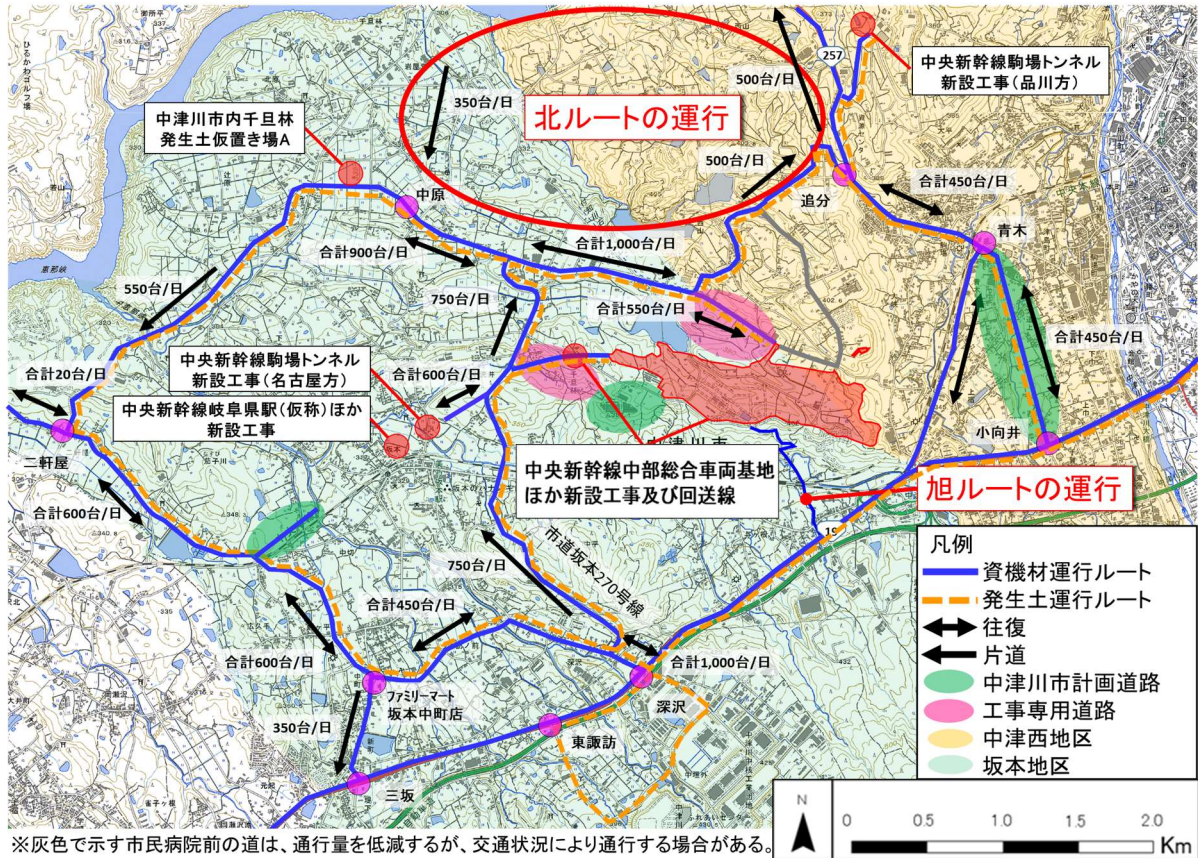 中央新幹線駒場トンネル
新設工事(品川方)
257
500台/日
350台/日
北ルートの運行
中津川市内千旦林
発生土仮置き場A
500台/日
合計450台/日
追分
中原
青木
合計900台/日
合計1,000台/日
550台/日
750台/日
合計550台/日
合計450台/日
中央新幹線駒場トンネル
新設工事(名古屋方)
合計600台/日
合計20台/日
中央新幹線岐阜県駅(仮称)ほか
新設工事
小向井
二軒屋
中央新幹線中部総合車両基地
ほか新設工事及び回送線
旭ルートの運行
合計600台/日
19
市道坂本270号線
750台/日
合計450台/日
合計600台/日
合計1,000台/日
ファミリーマート
坂本中町店
深沢
350台/日
東諏訪
三坂
凡例
資機材運行ルート
発生土運行ルート
往復
片道
中津川市計画道路
工事専用道路
中津西地区
坂本地区
N
0 0.5 1.0 1.5 2.0
Km
※灰色で示す市民病院前の道は、通行量を低減するが、交通状況により通行する場合がある。